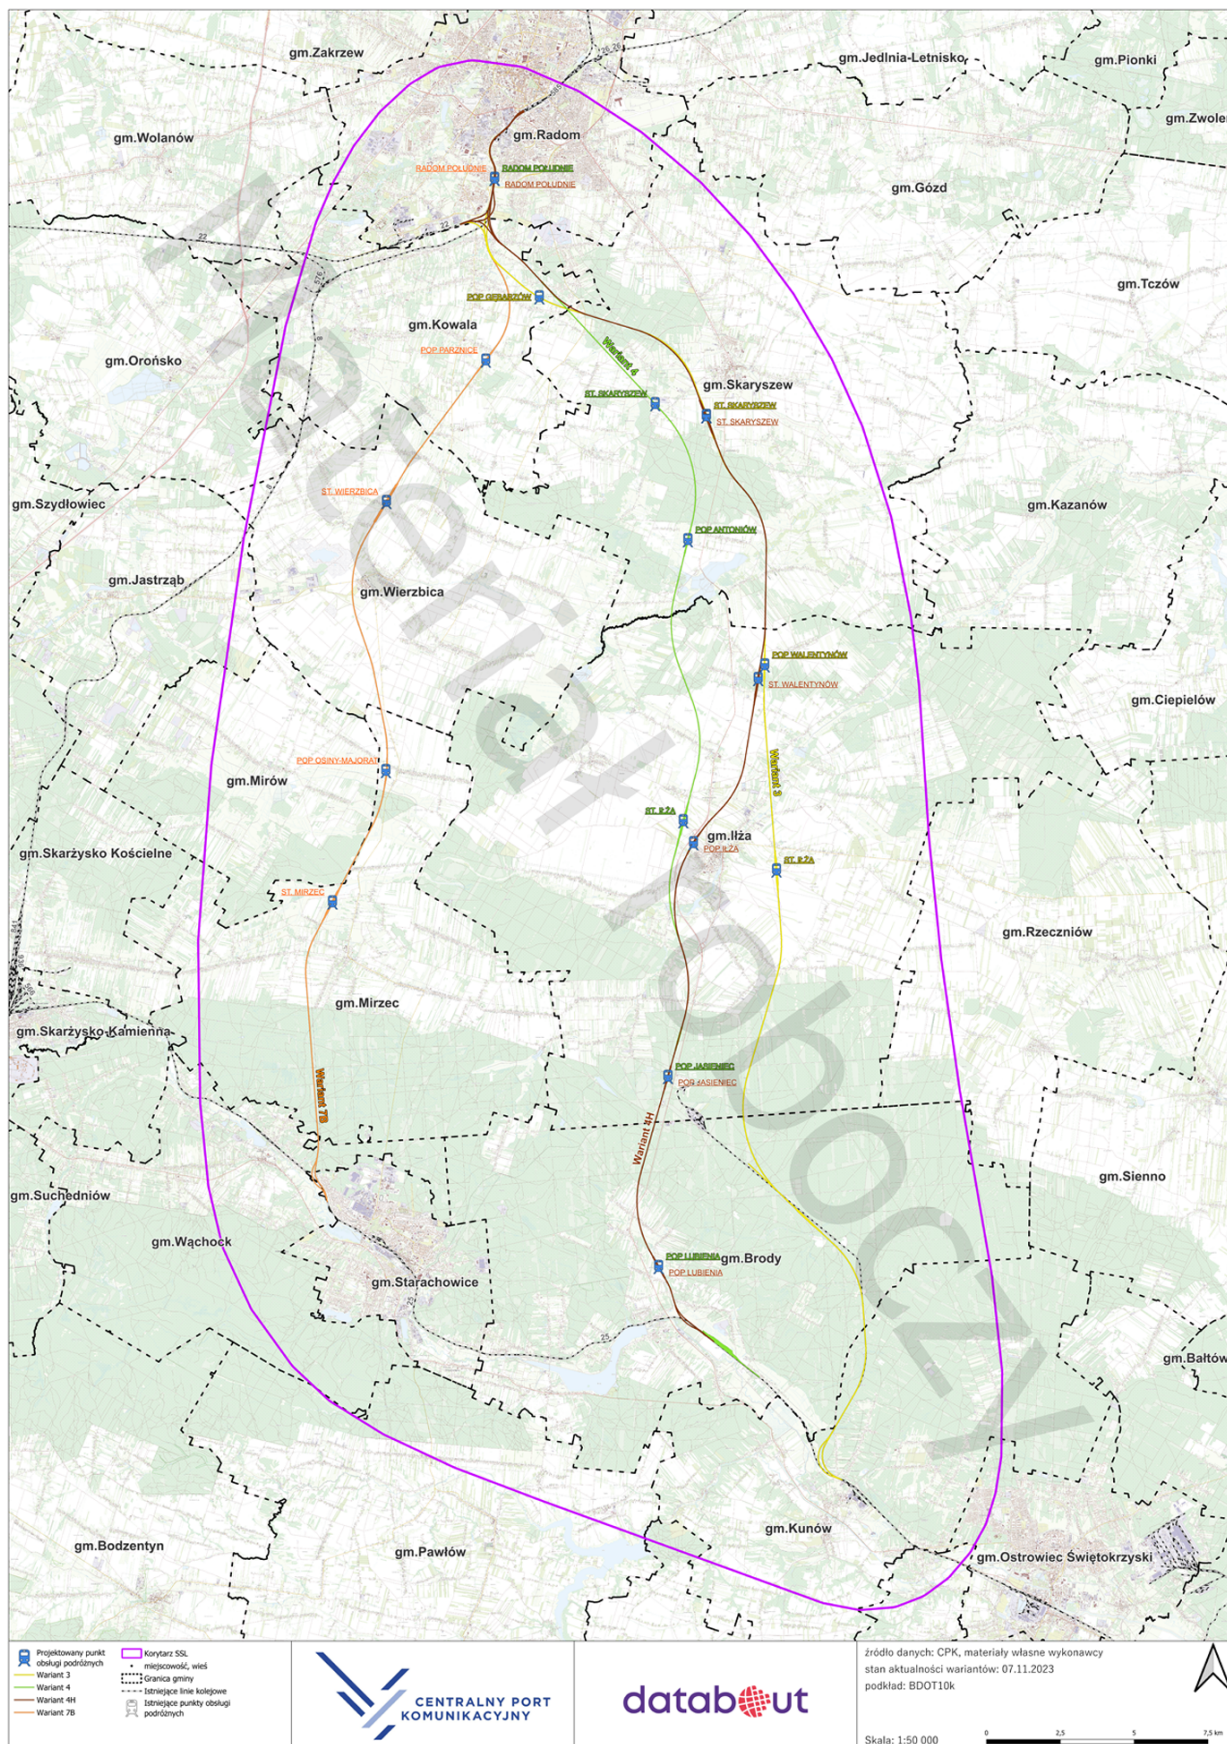 gm.Zakrzew
gm.Jedlnia-Letnisko
gm.Pionki
gm.Wolanów
gm.Radom
RADOM POŁUDNIE
RADOM POŁUDNIE
RADOM POŁUDNIE
gm.Gózd
22
22
576
gm.Tczów
POP GĘBARZÓW
gm.Kowala
POP PARZNICE
gm.Orońsko
8
Wariant 4
gm.Skaryszew
ST. SKARYSZEW
ST. SKARYSZEW
ST. SKARYSZEW
ST. WIERZBICA
gm.Szydłowiec
8
gm.Kazanów
POP ANTONIÓW
gm.Jastrząb
gm.Wierzbica
POP WALENTYNÓW
ST. WALENTYNÓW
gm.Ciepielów
POP OSINY-MAJORAT
gm.Mirów
Wariant 3
ST. IŁŻA
gm.Iłża
POP IŁŻA
ST. IŁŻA
gm.Skarżysko Kościelne
ST. MIRZEC
gm.Rzeczniów
gm.Mirzec
gm.Skarżysko-Kamienna
POP JASIENIEC
POP JASIENIEC
Wariant 7B
Wariant 4H
gm.Sienno
gm.Suchedniów
gm.Wąchock
gm.Starachowice
POP LUBIENIA
gm.Brody
POP LUBIENIA
25
25
gm.Bałtów
gm.Kunów
gm.Bodzentyn
gm.Pawłów
gm.Ostrowiec Świętokrzyski
Materiał roboczy
Projektowany punkt
obsługi podróżnych
Wariant 3
Wariant 4
Wariant 4H
Wariant 7B
Korytarz SSL
miejscowość, wieś
Granica gminy
Istniejące linie kolejowe
Istniejące punkty obsługi
podróżnych
CENTRALNY PORT
KOMUNIKACYJNY
databout
źródło danych: CPK, materiały własne wykonawcy
stan aktualności wariantów: 07.11.2023
podkład: BDOT10k
Skala: 1:50 000
0 2,5 5 7,5 km